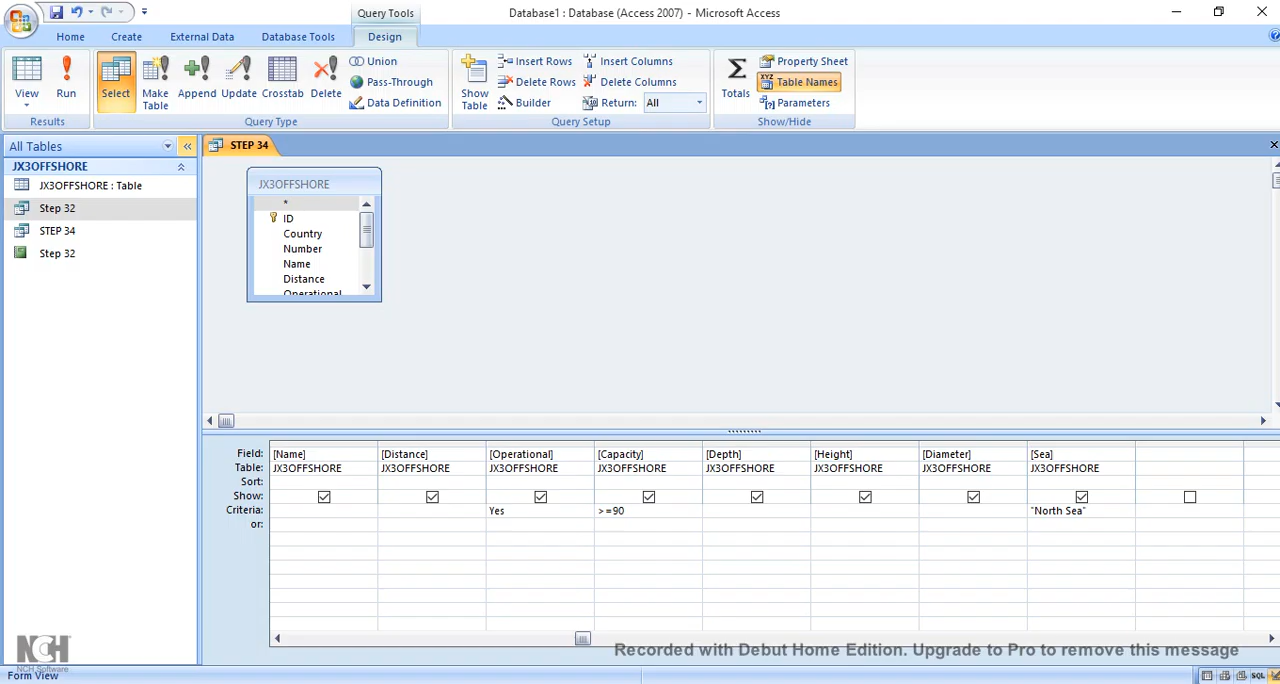 Query Tools
Database1 : Database (Access 2007) - Microsoft Access
Home
Create
External Data
Database Tools
Design
View
Run
Results
Select
Make
Table
Append
Update
Crosstab
Delete
Union
Pass-Through
Data Definition
Query Type
Show
Table
Insert Rows
Delete Rows
Builder
Insert Columns
Delete Columns
Return:
All
Query Setup
Totals
Property Sheet
Table Names
Parameters
Show/Hide
All Tables
JX3OFFSHORE
JX3OFFSHORE : Table
Step 32
STEP 34
Step 32
STEP 34
JX3OFFSHORE
*
ID
Country
Number
Name
Distance
Operational
Field: [Name] [Distance] [Operational] [Capacity] [Depth] [Height] [Diameter] [Sea]
Table: JX3OFFSHORE JX3OFFSHORE JX3OFFSHORE JX3OFFSHORE JX3OFFSHORE JX3OFFSHORE JX3OFFSHORE JX3OFFSHORE
Sort:
Show:
Criteria: Yes >=90 "North Sea"
or:
NCH
NCH Software
Recorded with Debut Home Edition. Upgrade to Pro to remove this message
Form View
SQL